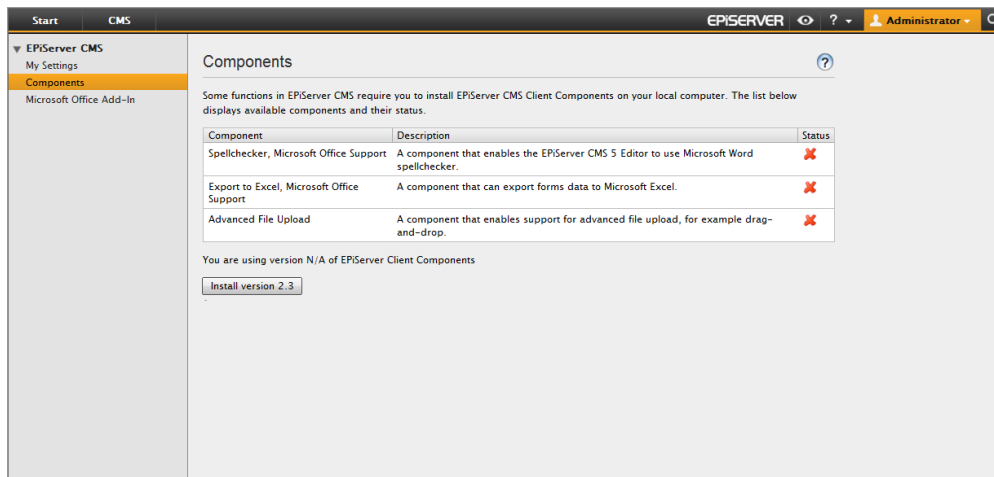 Start CMS EPiSERVER ? Administrator
EPiServer CMS
My Settings
Components
Microsoft Office Add-In
Components
?
Some functions in EPiServer CMS require you to install EPiServer CMS Client Components on your local computer. The list below
displays available components and their status.
Component Description Status
Spellchecker, Microsoft Office Support A component that enables the EPiServer CMS 5 Editor to use Microsoft Word
spellchecker.
Export to Excel, Microsoft Office A component that can export forms data to Microsoft Excel.
Support
Advanced File Upload A component that enables support for advanced file upload, for example drag-
and-drop.
You are using version N/A of EPiServer Client Components
Install version 2.3